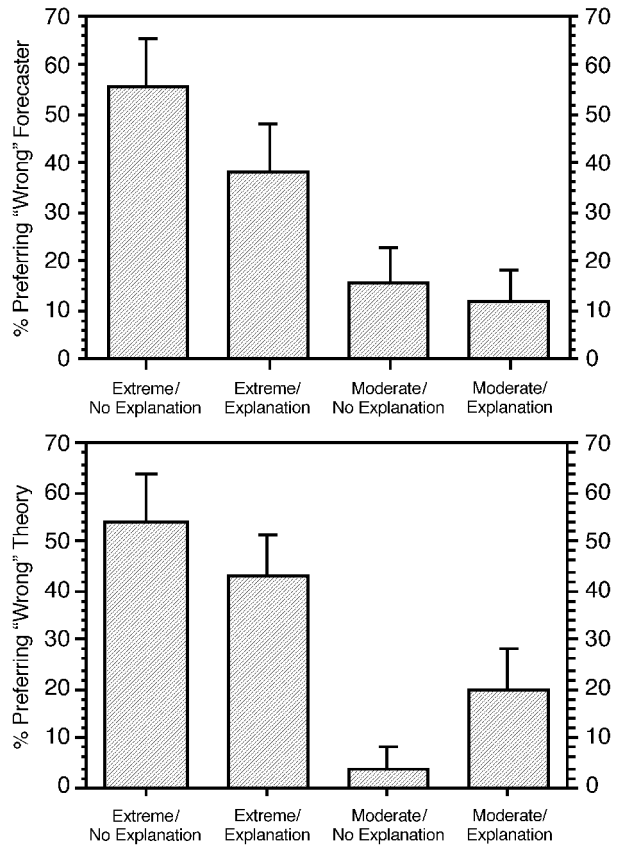 % Preferring "Wrong" Forecaster
70
60
50
40
30
20
10
0
70
60
50
40
30
20
10
0
Extreme/
No Explanation
Extreme/
Explanation
Moderate/
No Explanation
Moderate/
Explanation
% Preferring "Wrong" Theory
70
60
50
40
30
20
10
0
70
60
50
40
30
20
10
0
Extreme/
No Explanation
Extreme/
Explanation
Moderate/
No Explanation
Moderate/
Explanation